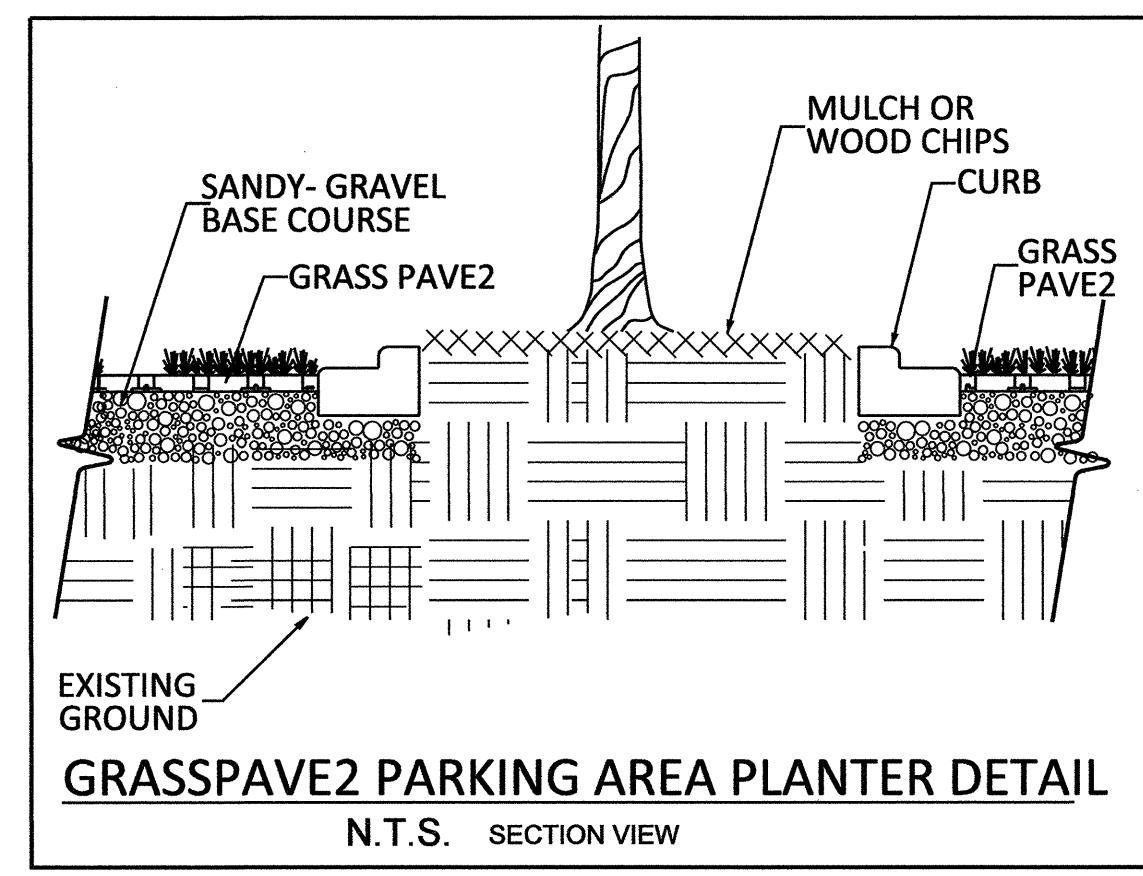 MULCH OR
WOOD CHIPS
CURB
SANDY- GRAVEL
BASE COURSE
GRASS
PAVE2
GRASS PAVE2
EXISTING
GROUND
GRASSPAVE2 PARKING AREA PLANTER DETAIL
N.T.S. SECTION VIEW